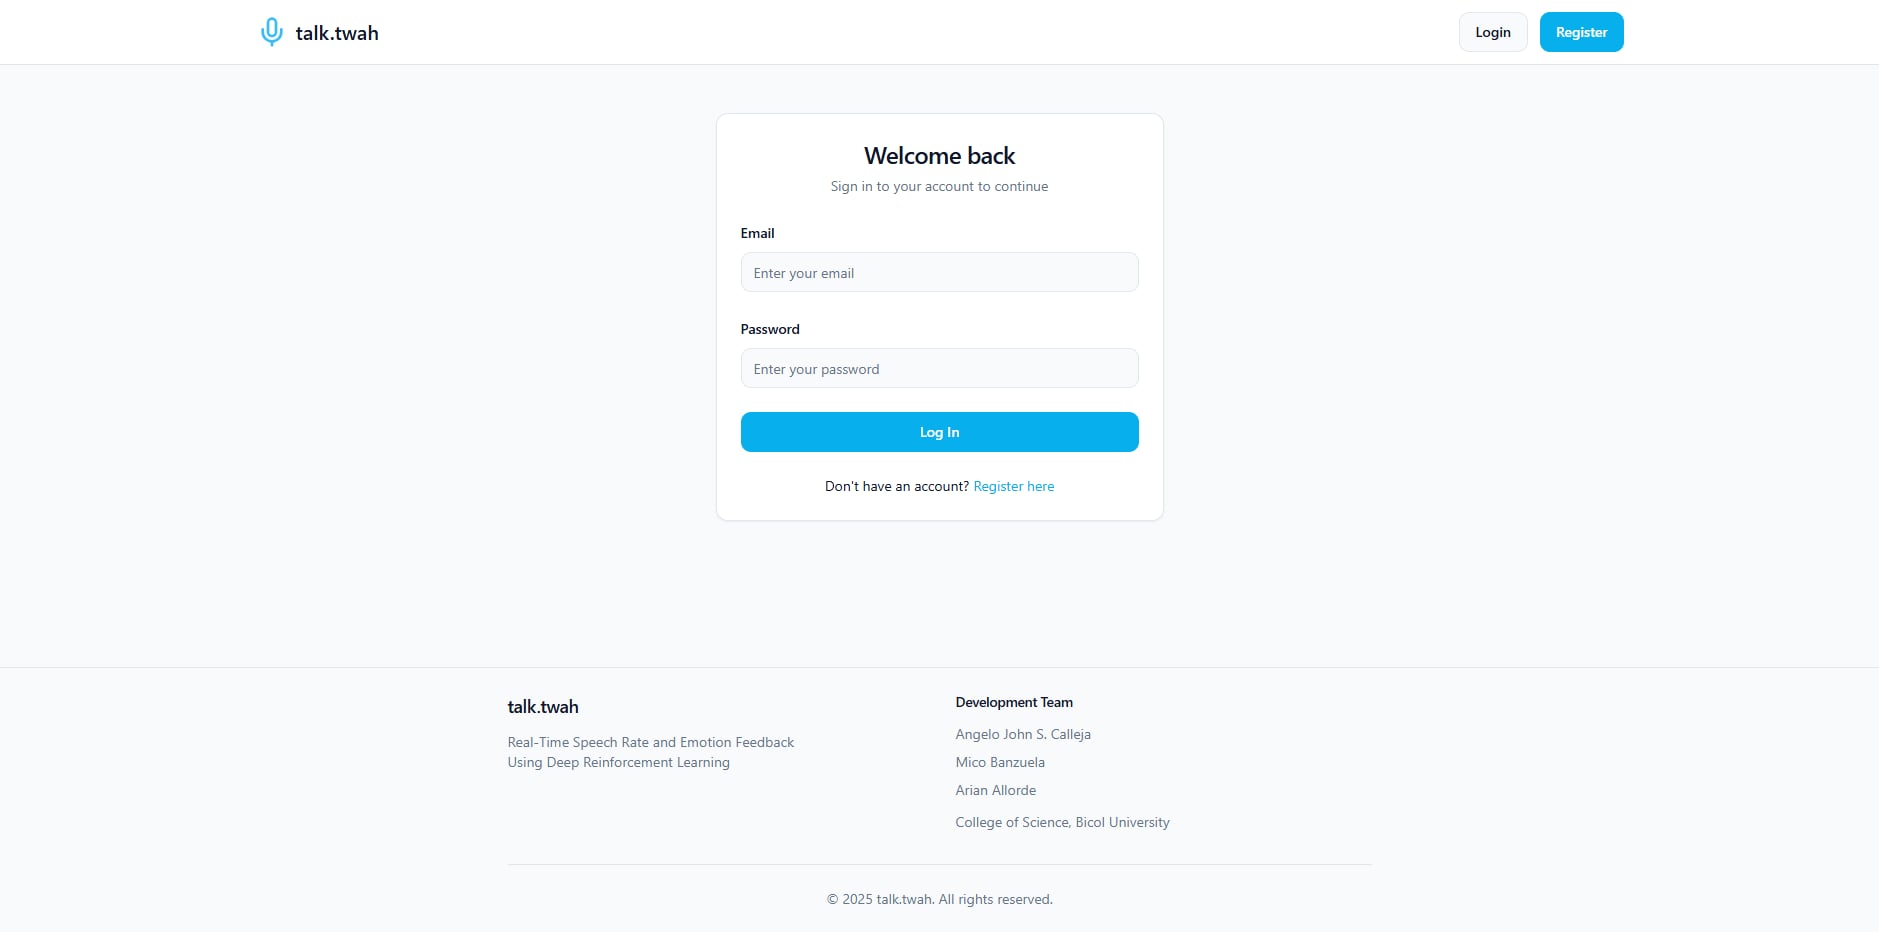 talk.twah
Login
Register
Welcome back
Sign in to your account to continue
Email
Enter your email
Password
Enter your password
Log In
Don't have an account? Register here
talk.twah
Real-Time Speech Rate and Emotion Feedback
Using Deep Reinforcement Learning
Development Team
Angelo John S. Calleja
Mico Banzuela
Arian Allorde
College of Science, Bicol University
© 2025 talk.twah. All rights reserved.